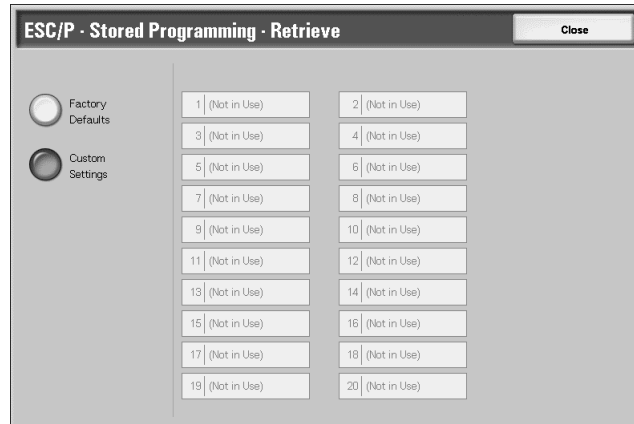 ESC/P · Stored Programming · Retrieve
Close
Factory
Defaults
Custom
Settings
1 (Not in Use)
2 (Not in Use)
3 (Not in Use)
4 (Not in Use)
5 (Not in Use)
6 (Not in Use)
7 (Not in Use)
8 (Not in Use)
9 (Not in Use)
10 (Not in Use)
11 (Not in Use)
12 (Not in Use)
13 (Not in Use)
14 (Not in Use)
15 (Not in Use)
16 (Not in Use)
17 (Not in Use)
18 (Not in Use)
19 (Not in Use)
20 (Not in Use)